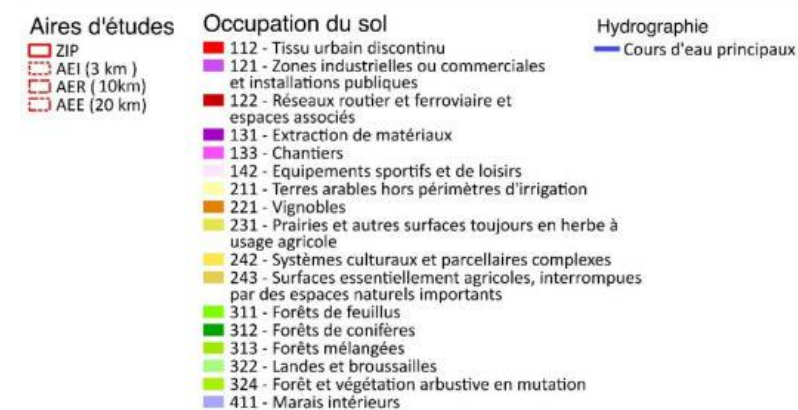 Aires d'études
ZIP
AEI (3 km )
AER ( 10km)
AEE (20 km)
Occupation du sol
112 - Tissu urbain discontinu
121 - Zones industrielles ou commerciales
et installations publiques
122 - Réseaux routier et ferroviaire et
espaces associés
131 - Extraction de matériaux
133 - Chantiers
142 - Equipements sportifs et de loisirs
211 - Terres arables hors périmètres d'irrigation
221 - Vignobles
231 - Prairies et autres surfaces toujours en herbe à
usage agricole
242 - Systèmes culturaux et parcellaires complexes
243 - Surfaces essentiellement agricoles, interrompues
par des espaces naturels importants
311 - Forêts de feuillus
312 - Forêts de conifères
313 - Forêts mélangées
322 - Landes et broussailles
324 - Forêt et végétation arbustive en mutation
411 - Marais intérieurs
Hydrographie
Cours d'eau principaux